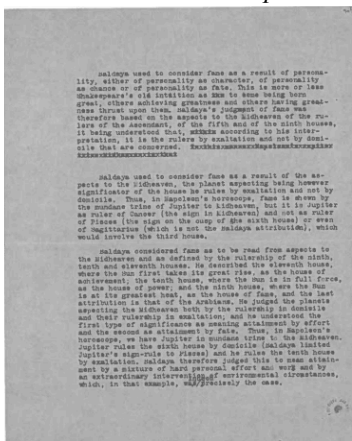 Maldaya used to consider fame as a result of persona-
lity, either of personality as character, of personality
as chance or of personality as fate. This is more or less
Shakespeare's old intuition as to some being born
great, others achieving greatness and others having great-
ness thrust upon them. Maldaya's judgment of fame was
therefore based on the aspects to the Midheaven of the ru-
lers of the Ascendant, of the fifth and of the ninth houses,
it being understood that, according to his inter-
pretation, it is the rulers by exaltation and not by domi-
cile that are concerned.
Maldaya used to consider fame as a result of the as-
pects to the Midheaven, the planet aspecting being however
significator of the house he rules by exaltation and not by
domicile. Thus, in Napoleon's horoscope, fame is shown by
the mundane trine of Jupiter to Midheaven, but it is Jupiter
as ruler of Cancer (the sign in Midheaven) and not as ruler
of Pisces (the sign on the cusp of the sixth house) or even
of Sagittarius (which is not the Maldaya attribution), which
would involve the third house.
Maldaya considered fame as to be read from aspects to
the Midheaven and as defined by the rulership of the ninth,
tenth and eleventh houses. He described the eleventh house,
where the Sun first takes its great rise, as the house of
achievement; the tenth house, where the Sun is in full force,
as the house of power; and the ninth house, where the Sun
is at its greatest heat, as the house of fame, and the last
attribution is that of the Arabians. He judged the planets
aspecting the Midheaven both by the rulership in domicile
and their rulership in exaltation, and he understood the
first type of significance as meaning attainment by effort
and the second as attainment by fate. Thus, in Napoleon's
horoscope, we have Jupiter in mundane trine to the Midheaven.
Jupiter rules the sixth house by domicile (Maldaya limited
Jupiter's sign-rule to Pisces) and he rules the tenth house
by exaltation. Maldaya therefore judged this to mean attain-
ment by a mixture of hard personal effort and work and by
an extraordinary intervention of environmental circumstances,
which, in that example, was precisely the case.